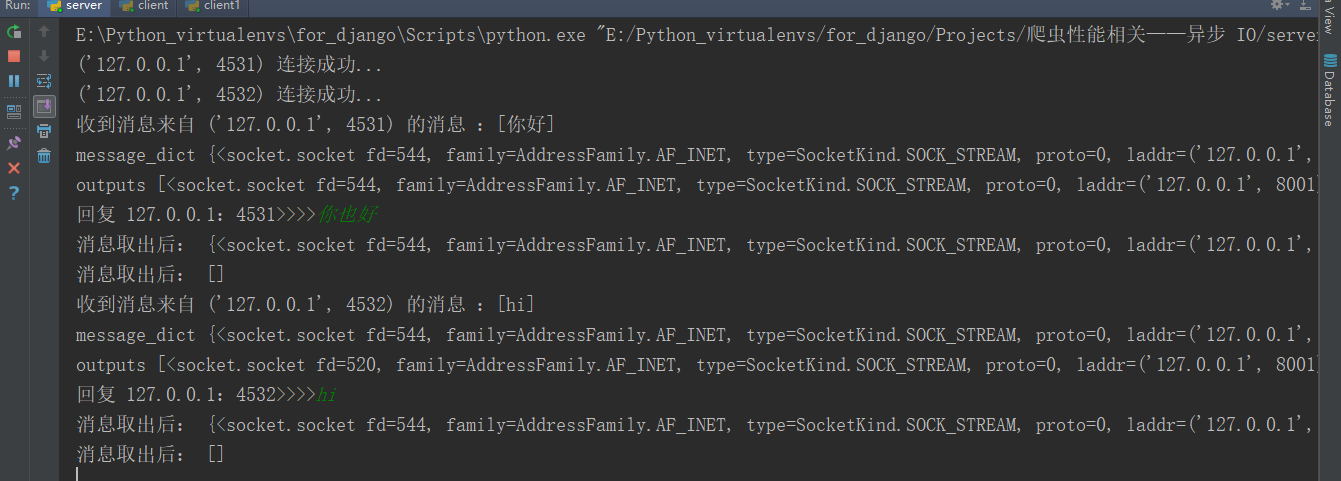 Run: server client client1
E:\Python_virtualenvs\for_django\Scripts\python.exe "E:/Python_virtualenvs/for_django/Projects/爬虫性能相关——异步 IO/server
('127.0.0.1', 4531) 连接成功...
('127.0.0.1', 4532) 连接成功...
收到消息来自 ('127.0.0.1', 4531) 的消息 ：[你好]
message_dict {<socket.socket fd=544, family=AddressFamily.AF_INET, type=SocketKind.SOCK_STREAM, proto=0, laddr=('127.0.0.1',
outputs [<socket.socket fd=544, family=AddressFamily.AF_INET, type=SocketKind.SOCK_STREAM, proto=0, laddr=('127.0.0.1', 8001)
回复 127.0.0.1：4531>>>>你也好
消息取出后： {<socket.socket fd=544, family=AddressFamily.AF_INET, type=SocketKind.SOCK_STREAM, proto=0, laddr=('127.0.0.1',
消息取出后： []
收到消息来自 ('127.0.0.1', 4532) 的消息 ：[hi]
message_dict {<socket.socket fd=544, family=AddressFamily.AF_INET, type=SocketKind.SOCK_STREAM, proto=0, laddr=('127.0.0.1',
outputs [<socket.socket fd=520, family=AddressFamily.AF_INET, type=SocketKind.SOCK_STREAM, proto=0, laddr=('127.0.0.1', 8001)
回复 127.0.0.1：4532>>>>hi
消息取出后： {<socket.socket fd=544, family=AddressFamily.AF_INET, type=SocketKind.SOCK_STREAM, proto=0, laddr=('127.0.0.1',
消息取出后： []
a View
Database